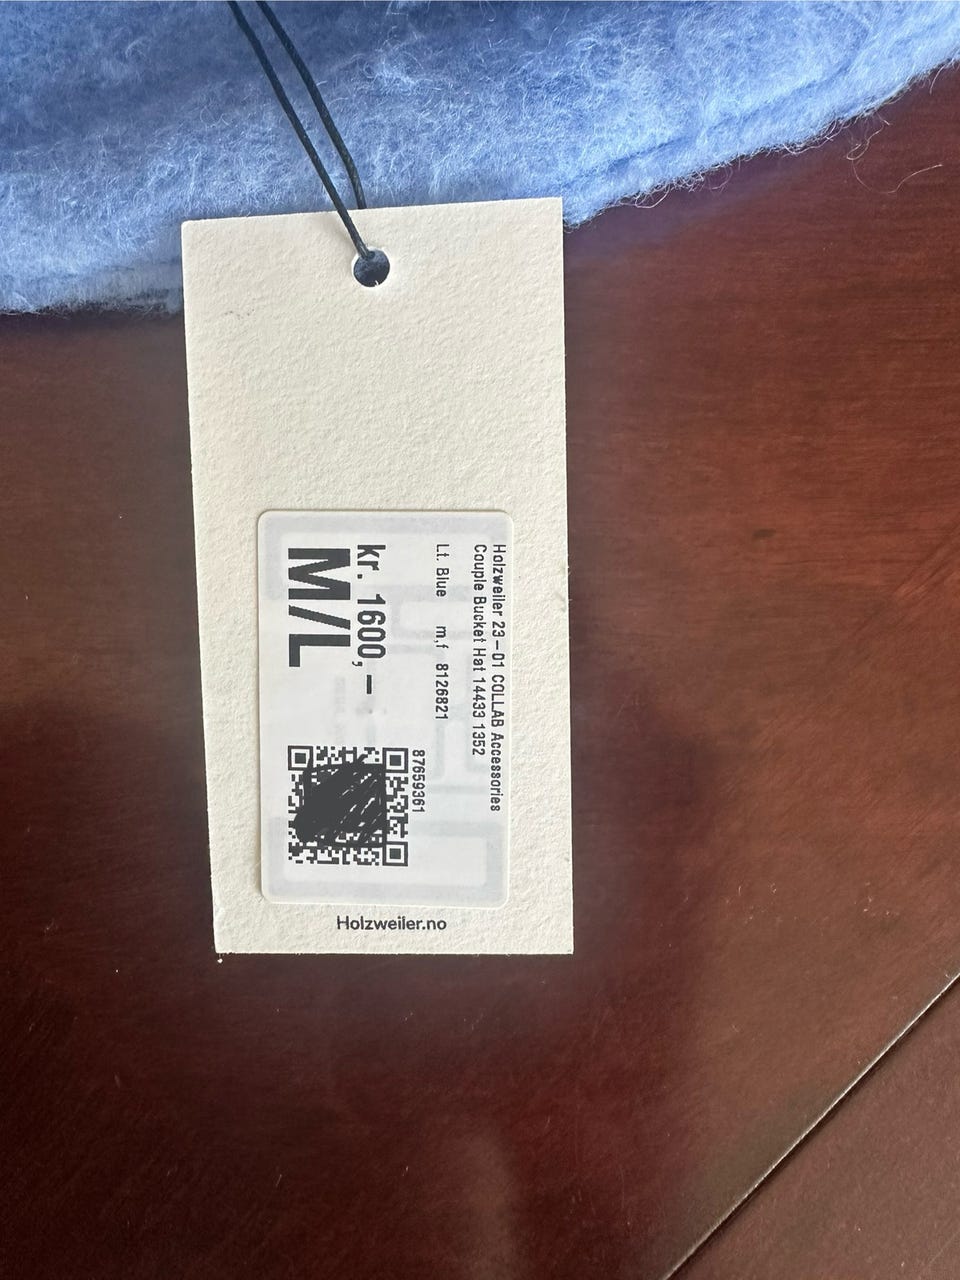 Holzweiler 23-01 COLLAB Accessories
Couple Bucket Hat 14433 1352
Lt. Blue m,f 8126821
87659361
kr. 1600,-
M/L
Holzweiler.no